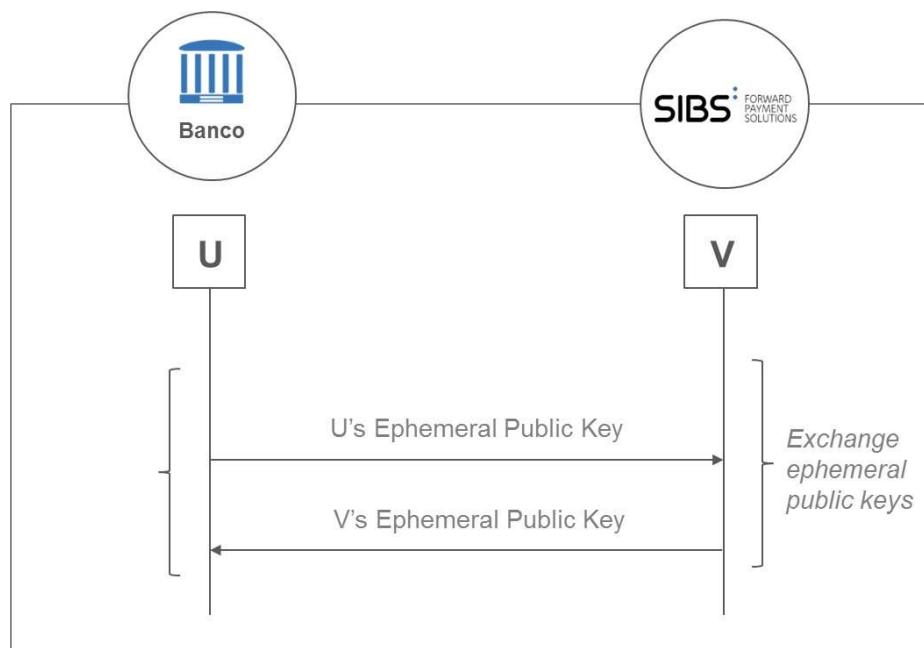 Banco
SIBS FORWARD
PAYMENT
SOLUTIONS
U
V
U's Ephemeral Public Key
V's Ephemeral Public Key
Exchange
ephemeral
public keys